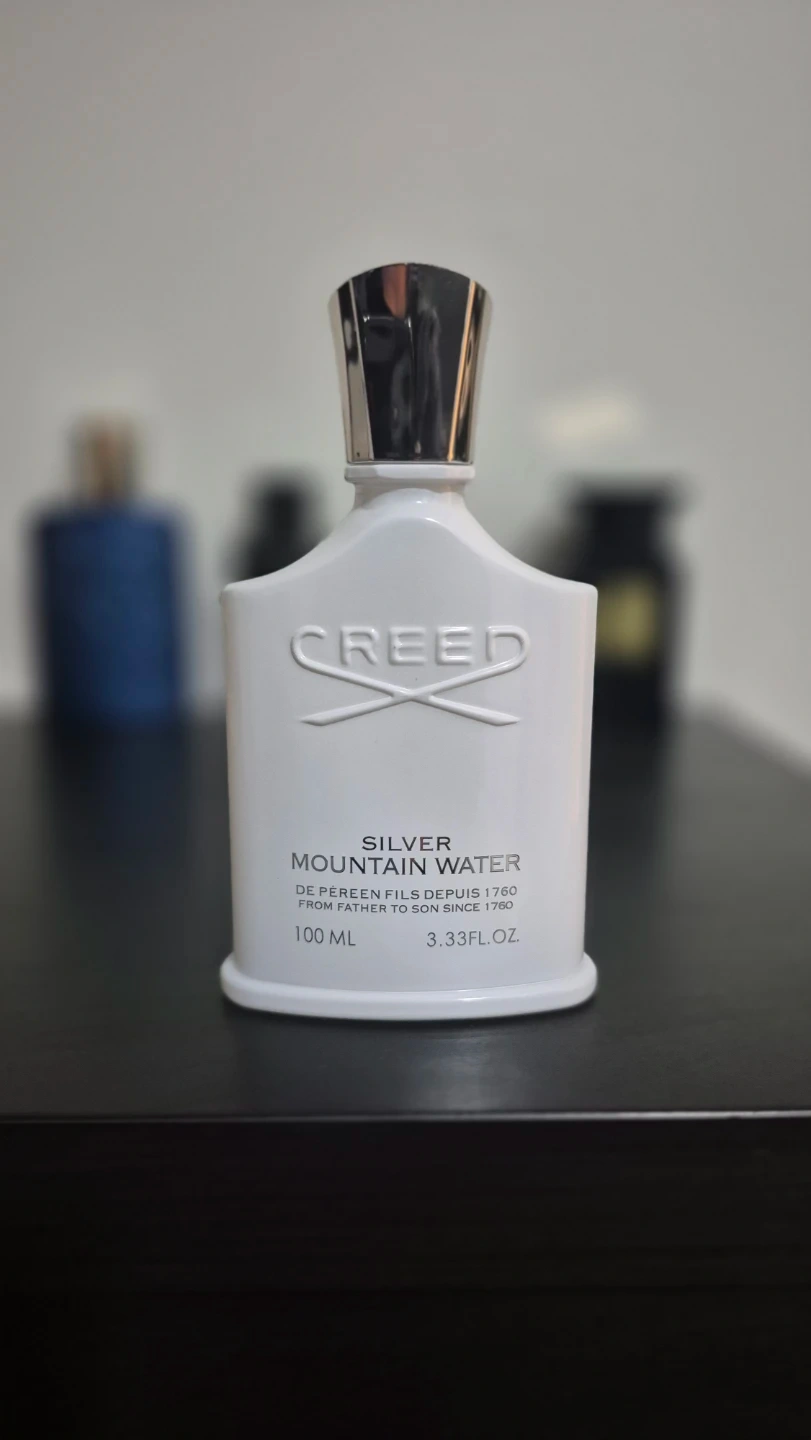 CREED
SILVER
MOUNTAIN WATER
DE PÉREEN FILS DEPUIS 1760
FROM FATHER TO SON SINCE 1760
100 ML 3.33FL.OZ.